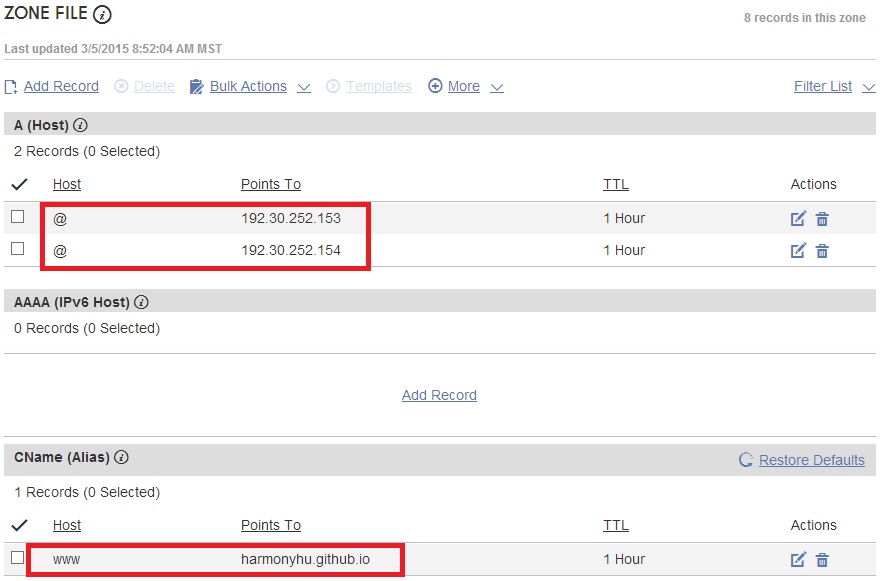 ZONE FILE
8 records in this zone
Last updated 3/5/2015 8:52:04 AM MST
Add Record Delete Bulk Actions Templates More Filter List
A (Host)
2 Records (0 Selected)
Host Points To TTL Actions
@ 192.30.252.153 1 Hour
@ 192.30.252.154 1 Hour
AAAA (IPv6 Host)
0 Records (0 Selected)
Add Record
CName (Alias) Restore Defaults
1 Records (0 Selected)
Host Points To TTL Actions
www harmonyhu.github.io 1 Hour